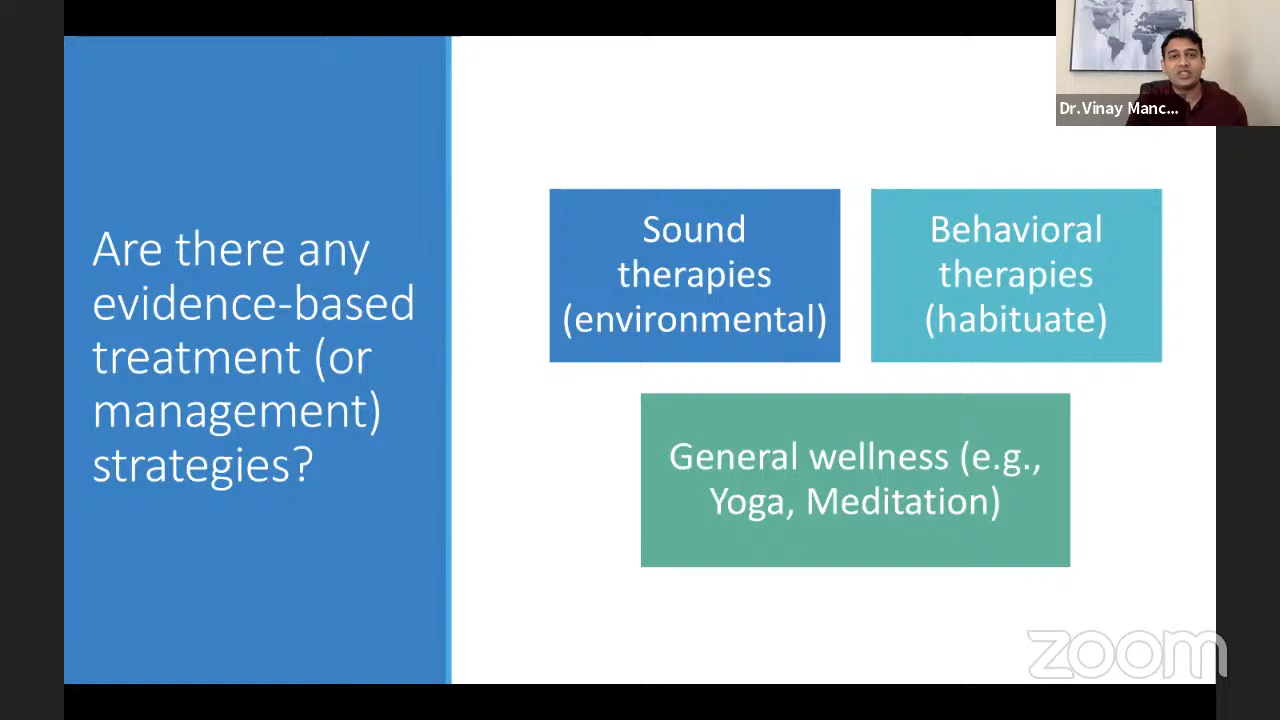 Dr.Vinay Manc...
Are there any
evidence-based
treatment (or
management)
strategies?
Sound
therapies
(environmental)
Behavioral
therapies
(habituate)
General wellness (e.g.,
Yoga, Meditation)
zoom